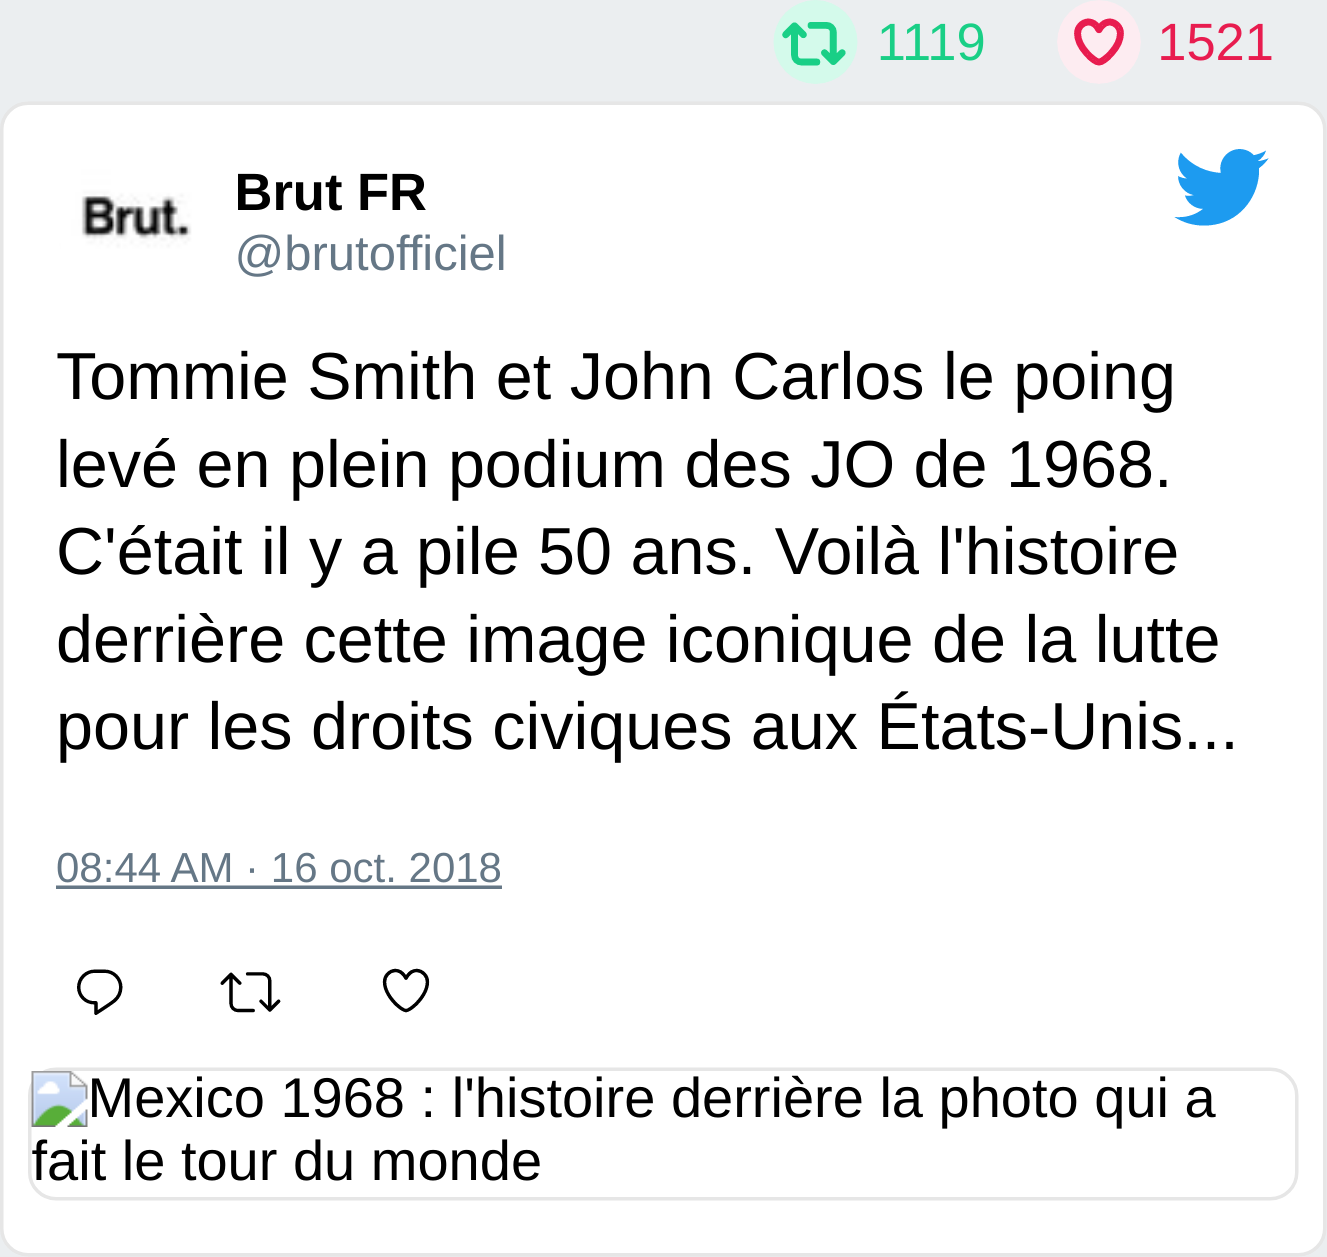 1119 1521
Brut. Brut FR
@brutofficiel
Tommie Smith et John Carlos le poing
levé en plein podium des JO de 1968.
C'était il y a pile 50 ans. Voilà l'histoire
derrière cette image iconique de la lutte
pour les droits civiques aux États-Unis...
08:44 AM · 16 oct. 2018
Mexico 1968 : l'histoire derrière la photo qui a
fait le tour du monde